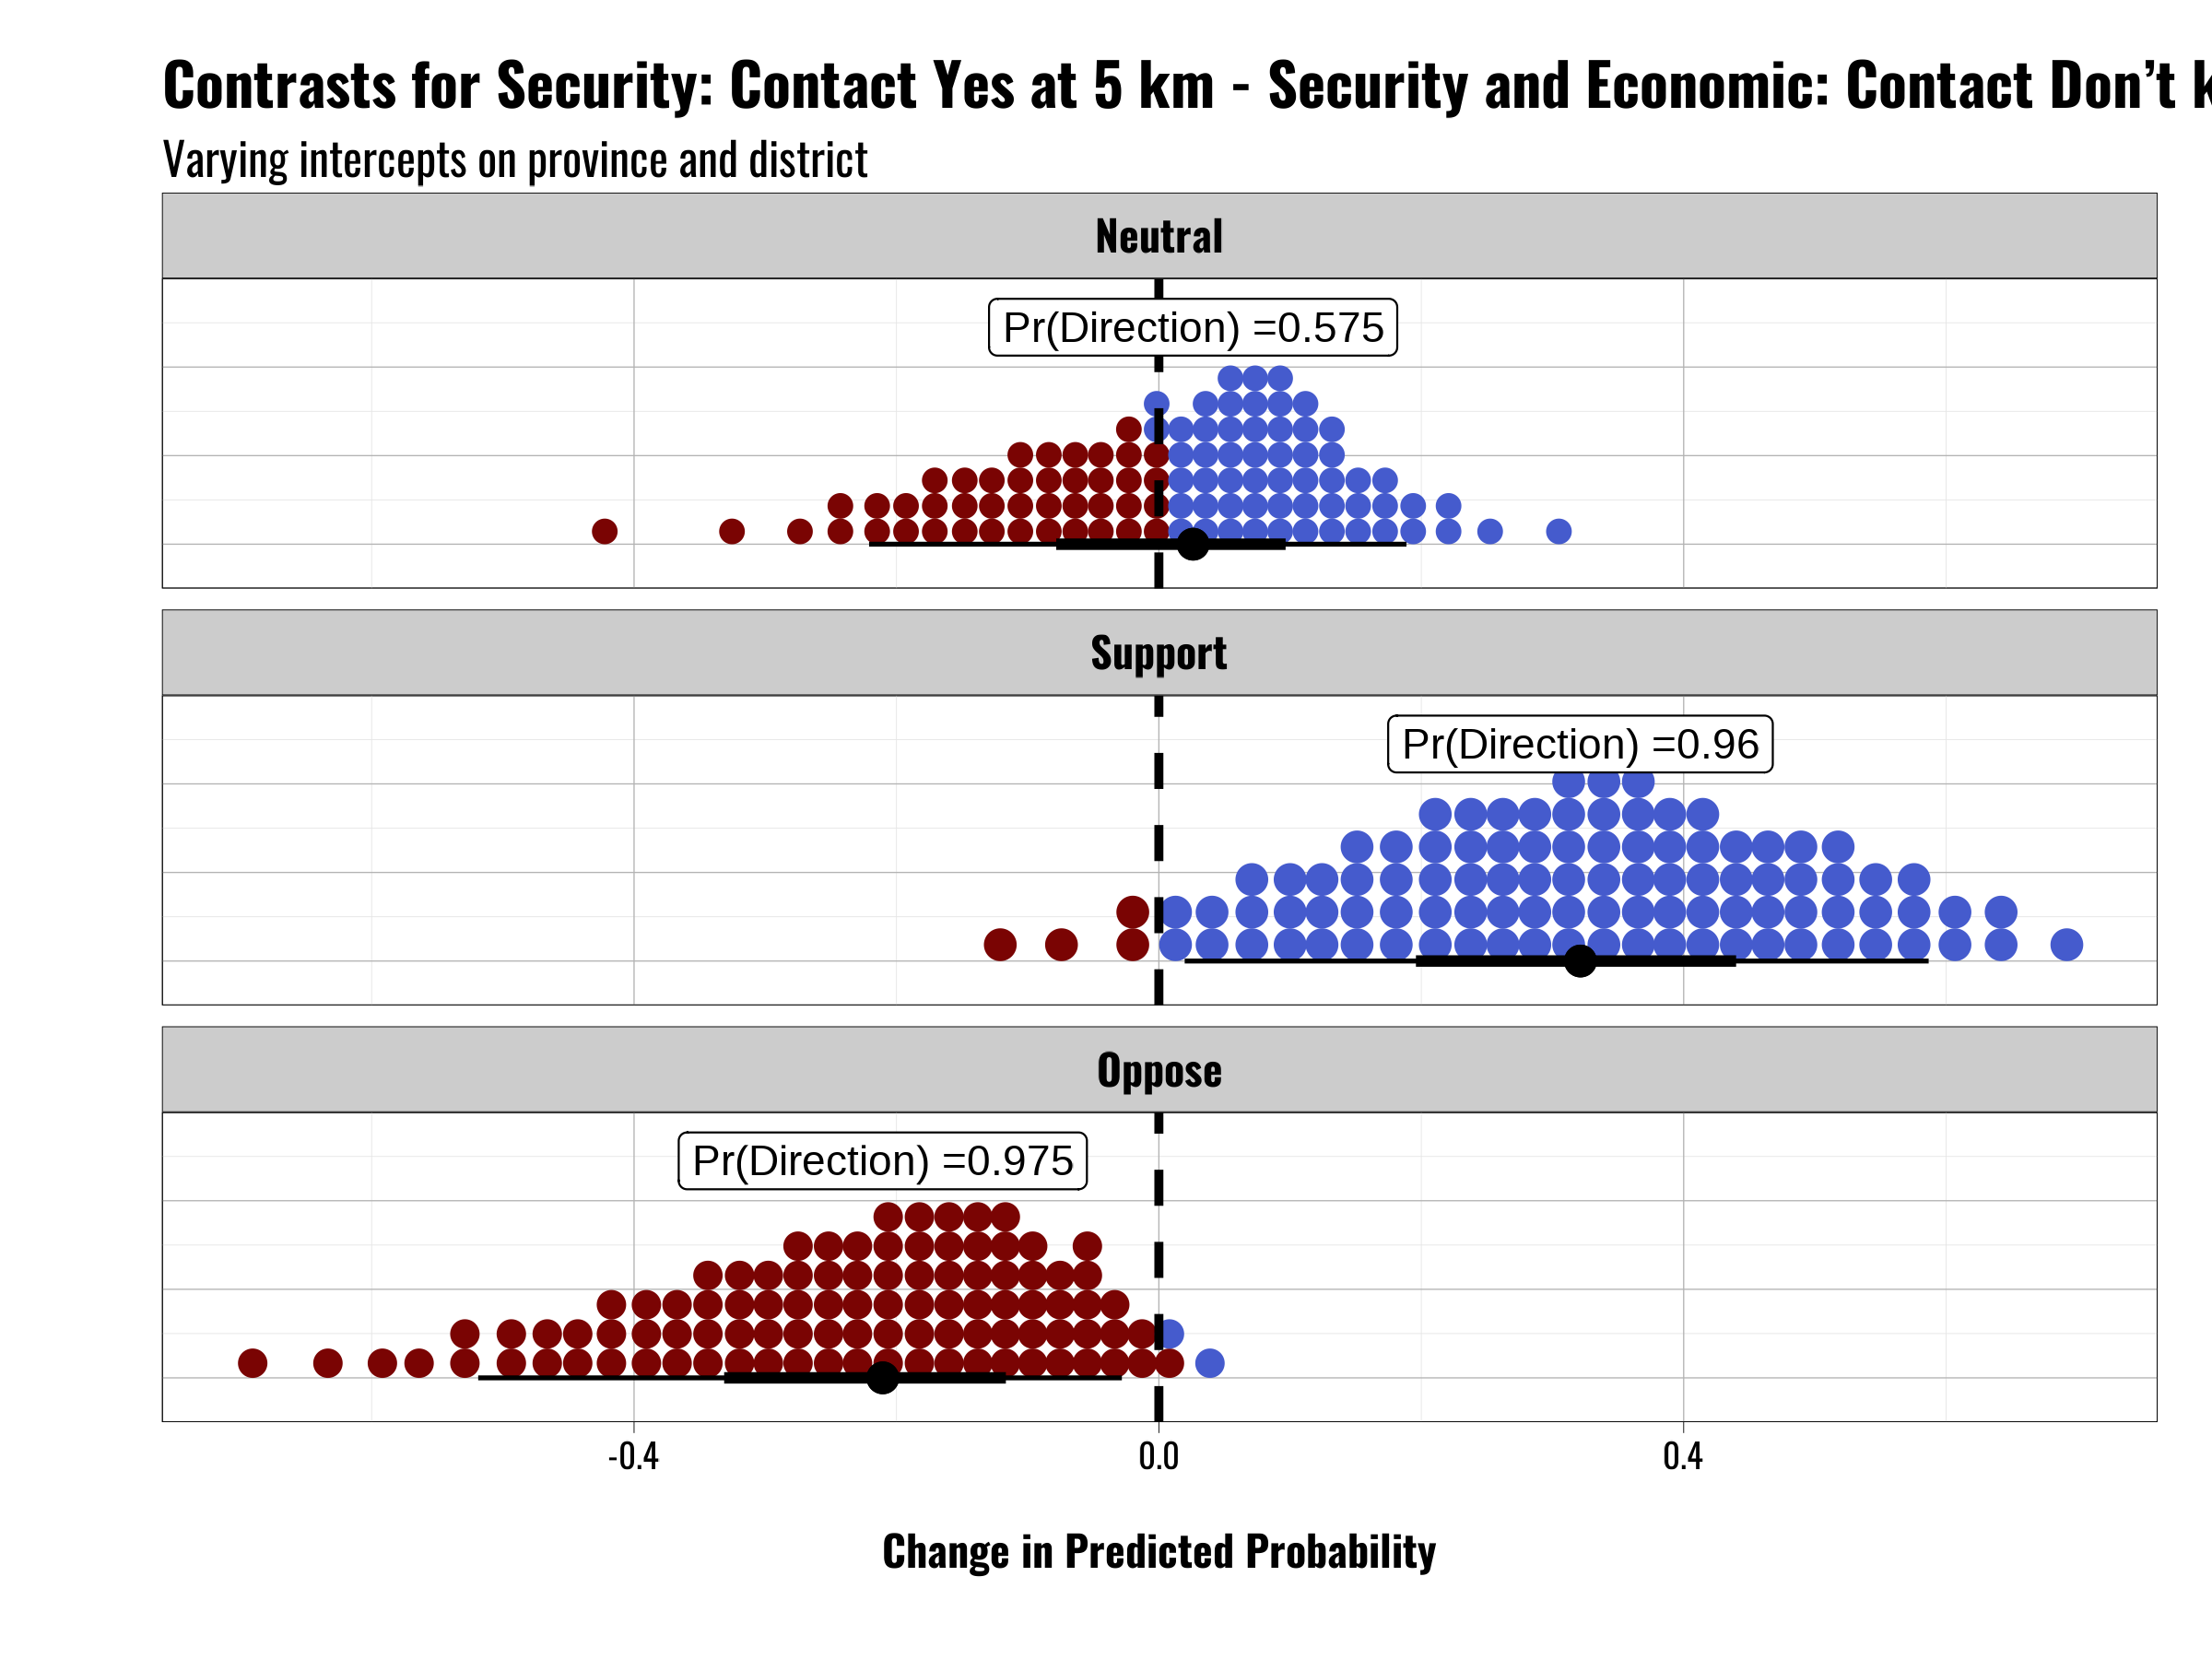 Contrasts for Security: Contact Yes at 5 km - Security and Economic: Contact Don’t
Varying intercepts on province and district
Neutral
Pr(Direction) =0.575
Support
Pr(Direction) =0.96
Oppose
Pr(Direction) =0.975
-0.4 0.0 0.4
Change in Predicted Probability